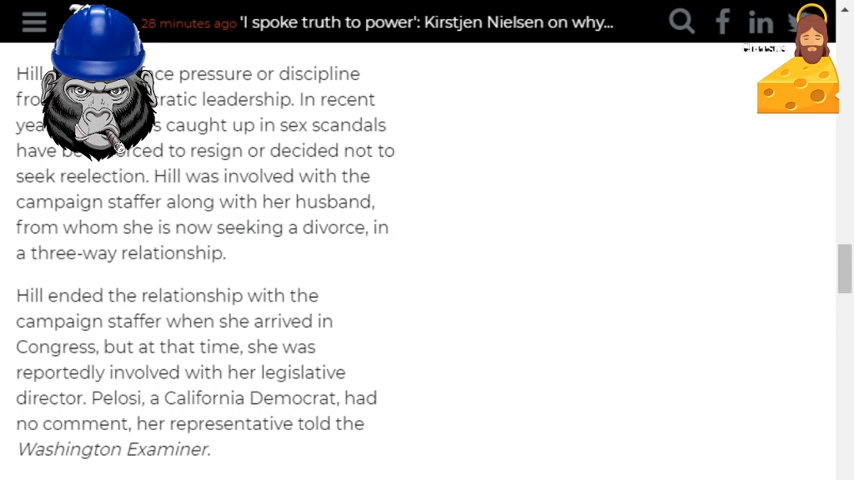 28 minutes ago 'I spoke truth to power': Kirstjen Nielsen on why...
Hill ce pressure or discipline
fro ratic leadership. In recent
yea s caught up in sex scandals
have be rced to resign or decided not to
seek reelection. Hill was involved with the
campaign staffer along with her husband,
from whom she is now seeking a divorce, in
a three-way relationship.
Hill ended the relationship with the
campaign staffer when she arrived in
Congress, but at that time, she was
reportedly involved with her legislative
director. Pelosi, a California Democrat, had
no comment, her representative told the
Washington Examiner.